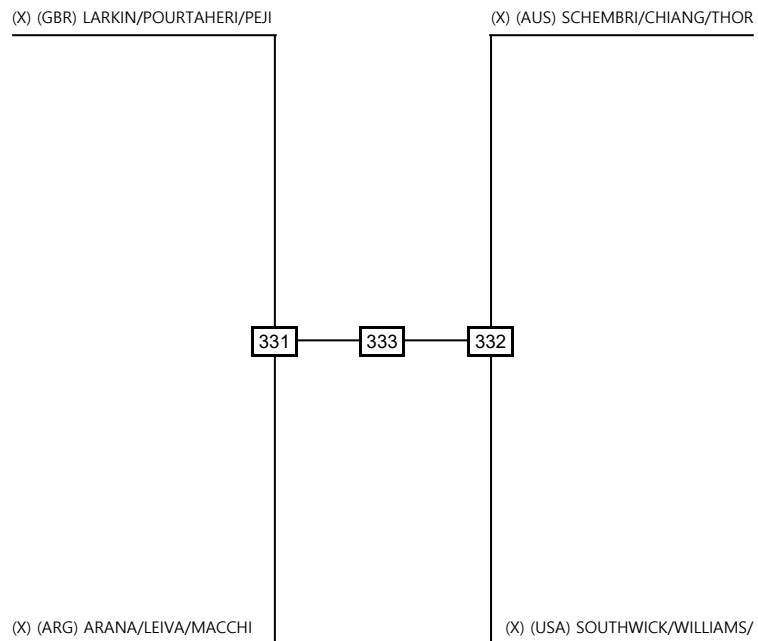 (X) (GBR) LARKIN/POURTAHERI/PEJI
(X) (AUS) SCHEMBRI/CHIANG/THOR
331
333
332
(X) (ARG) ARANA/LEIVA/MACCHI
(X) (USA) SOUTHWICK/WILLIAMS/